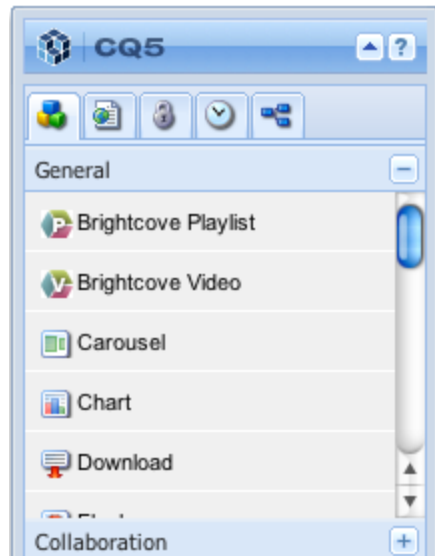 CQ5
?
General
Brightcove Playlist
Brightcove Video
Carousel
Chart
Download
Collaboration